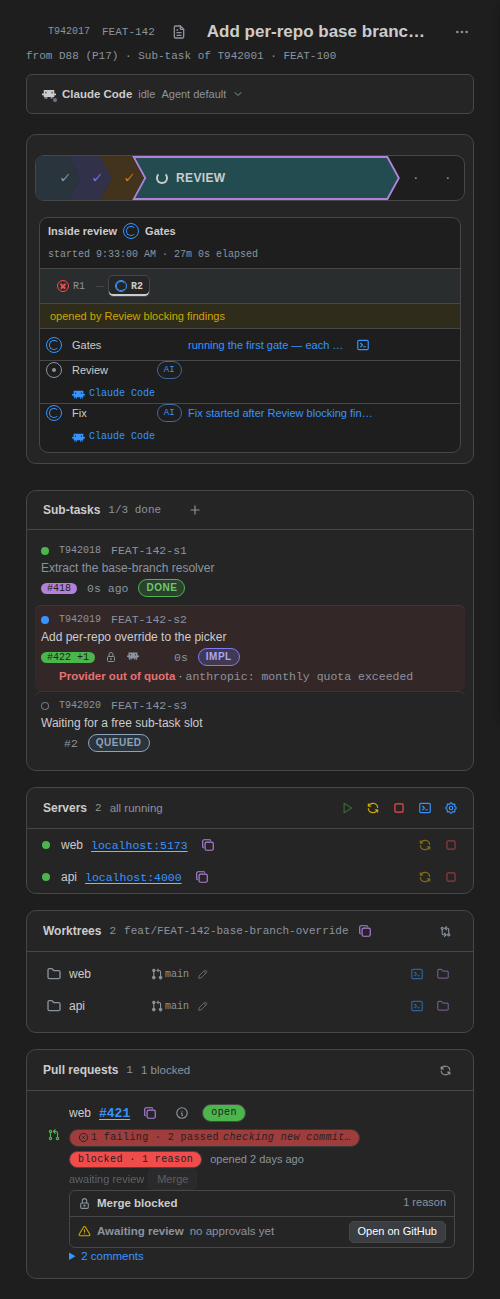 T942017 FEAT-142 Add per-repo base branc…
from D88 (P17) · Sub-task of T942001 · FEAT-100
Claude Code idle Agent default
REVIEW
Inside review Gates
started 9:33:00 AM · 27m 0s elapsed
R1 — R2
opened by Review blocking findings
Gates running the first gate — each …
Review AI
Claude Code
Fix AI Fix started after Review blocking fin…
Claude Code
Sub-tasks 1/3 done
T942018 FEAT-142-s1
Extract the base-branch resolver
#418 0s ago DONE
T942019 FEAT-142-s2
Add per-repo override to the picker
#422 +1 0s IMPL
Provider out of quota · anthropic: monthly quota exceeded
T942020 FEAT-142-s3
Waiting for a free sub-task slot
#2 QUEUED
Servers 2 all running
web localhost:5173
api localhost:4000
Worktrees 2 feat/FEAT-142-base-branch-override
web main
api main
Pull requests 1 1 blocked
web #421 open
1 failing · 2 passed checking new commit…
blocked · 1 reason opened 2 days ago
awaiting review Merge
Merge blocked 1 reason
Awaiting review no approvals yet Open on GitHub
2 comments